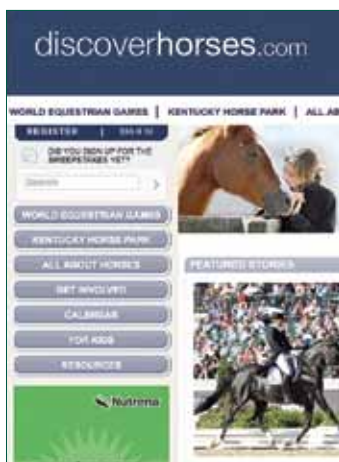 discoverhorses.com
WORLD EQUESTRIAN GAMES | KENTUCKY HORSE PARK | ALL AB
REGISTER | SIGN IN
DID YOU SIGN UP FOR THE
SWEEPSTAKES YET?
Search
WORLD EQUESTRIAN GAMES
KENTUCKY HORSE PARK
ALL ABOUT HORSES
GET INVOLVED
CALENDAR
FOR KIDS
RESOURCES
FEATURED STORIES
Nutrena